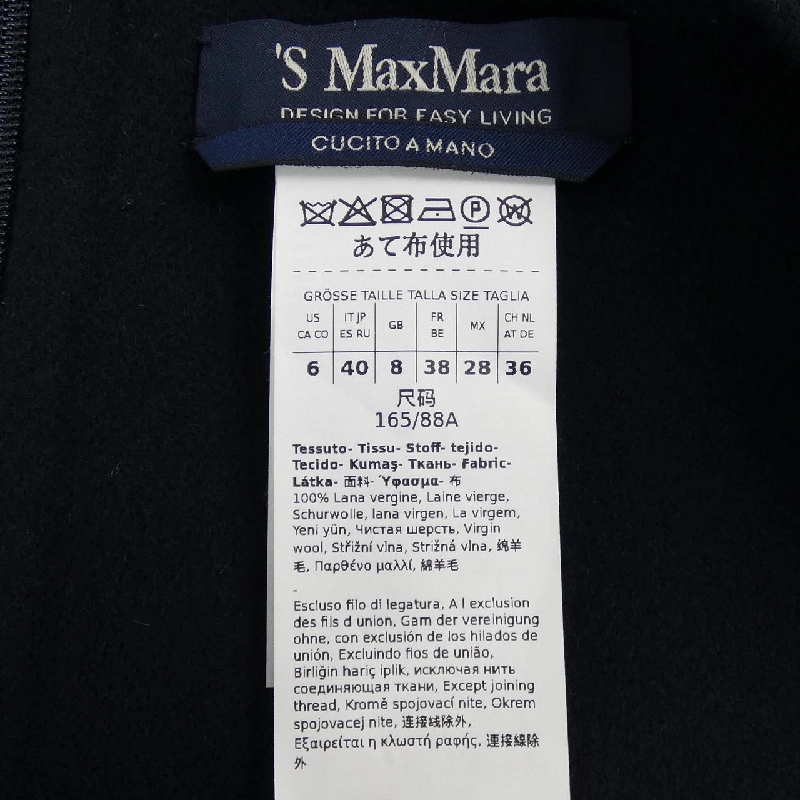 'S MaxMara
DESIGN FOR EASY LIVING
CUCITO A MANO
P W
あて布使用
GRÖSSE TAILLE TALLA SIZE TAGLIA
US CA CO IT JP ES RU GB FR BE MX CH NL AT DE
6 40 8 38 28 36
尺码
165/88A
Tessuto- Tissu- Stoff- tejido-
Tecido- Kumaş- Ткань- Fabric-
Látka- 面料- Ύφασμα- 布
100% Lana vergine, Laine vierge,
Schurwolle, lana virgen, La virgem,
Yeni yün, Чистая шерсть, Virgin
wool, Střižní vlna, Strižná vlna, 绵羊
毛, Παρθένο μαλλί, 綿羊毛
-
Escluso filo di legatura, A l exclusion
des fils d union, Garn der vereinigung
ohne, con exclusión de los hilados de
unión, Excluindo fios de união,
Birliğin hariç iplik, исключая нить
соединяющая ткани, Except joining
thread, Kromě spojovací nite, Okrem
spojovacej nite, 连接线除外,
Εξαιρείται η κλωστή ραφής, 連接線除
外